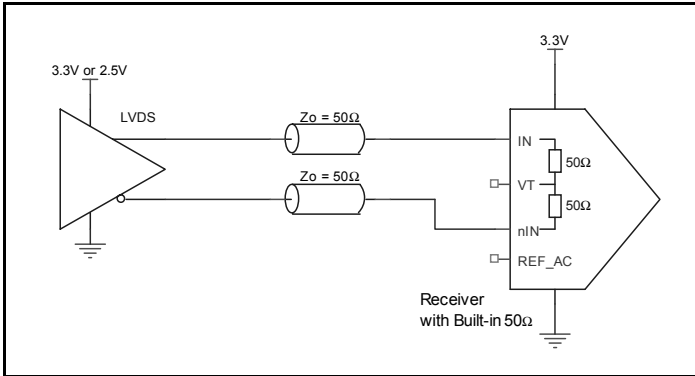 3.3V
3.3V or 2.5V
LVDS
Zo = 50Ω
IN
50Ω
Zo = 50Ω
VT
50Ω
nIN
REF_AC
Receiver
with Built-in 50Ω